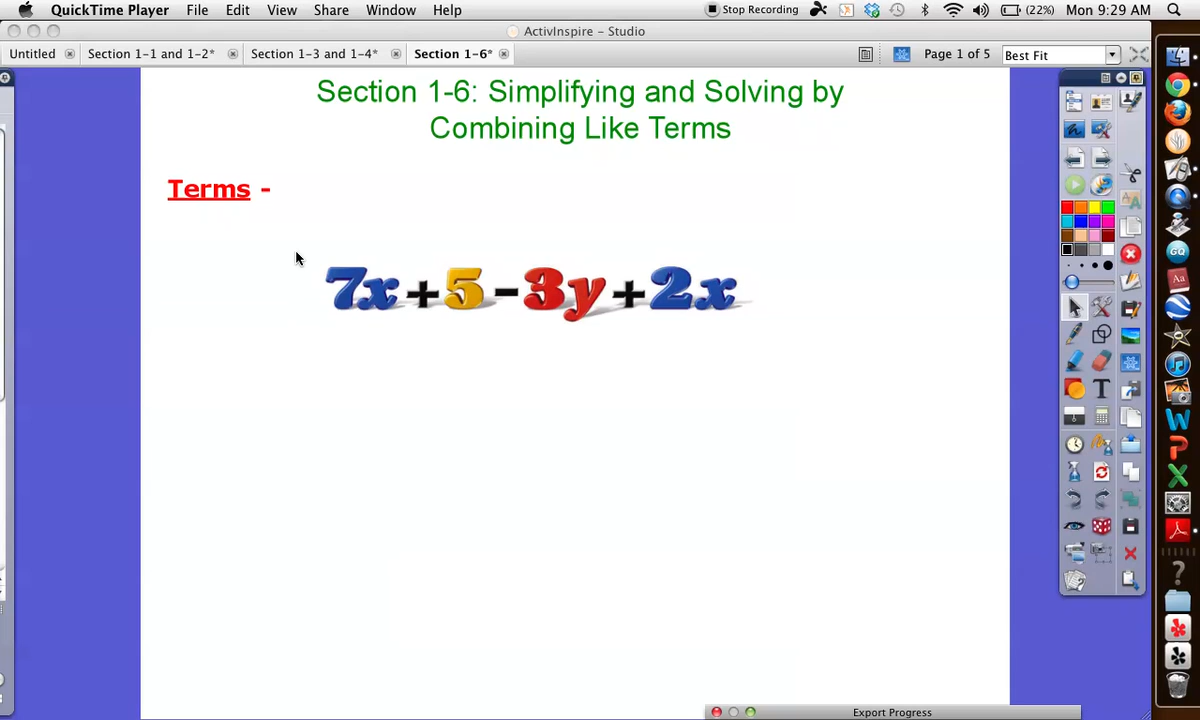 QuickTime Player File Edit View Share Window Help Stop Recording (22%) Mon 9:29 AM
ActivInspire – Studio
Untitled Section 1-1 and 1-2* Section 1-3 and 1-4* Section 1-6* Page 1 of 5 Best Fit
Section 1-6: Simplifying and Solving by
Combining Like Terms
Terms -
7x+5-3y+2x
Export Progress